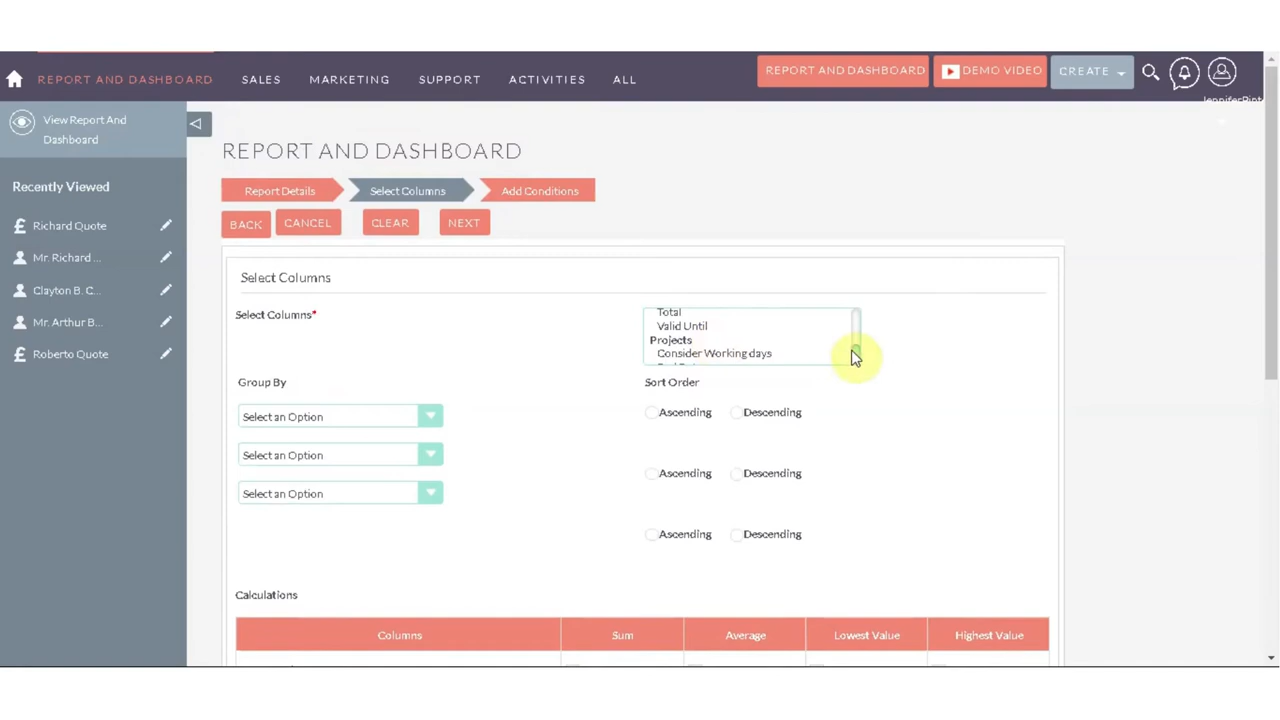 REPORT AND DASHBOARD
SALES
MARKETING
SUPPORT
ACTIVITIES
ALL
REPORT AND DASHBOARD
DEMO VIDEO
CREATE
View Report And
Dashboard
Recently Viewed
Richard Quote
Mr. Richard ...
Clayton B. C...
Mr. Arthur B...
Roberto Quote
REPORT AND DASHBOARD
Report Details
Select Columns
Add Conditions
BACK
CANCEL
CLEAR
NEXT
Select Columns
Select Columns*
Total
Valid Until
Projects
Consider Working days
Group By
Sort Order
Select an Option
Ascending
Descending
Select an Option
Ascending
Descending
Select an Option
Ascending
Descending
Calculations
Columns
Sum
Average
Lowest Value
Highest Value